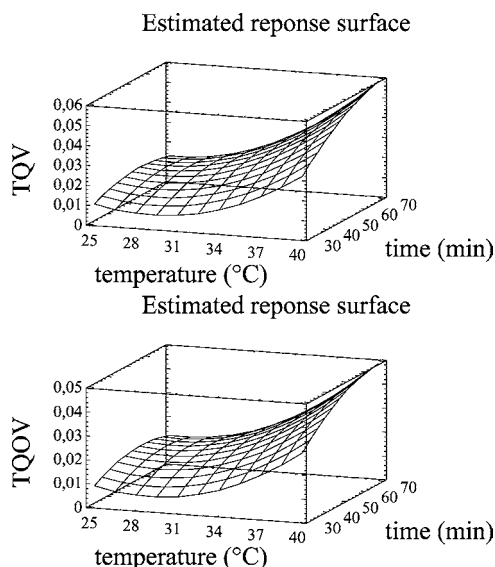 Estimated reponse surface
TQV
0,06
0,05
0,04
0,03
0,02
0,01
0
25 28 31 34 37 40
30 40 50 60 70
temperature (°C)
time (min)
Estimated reponse surface
TQOV
0,05
0,04
0,03
0,02
0,01
0
25 28 31 34 37 40
30 40 50 60 70
temperature (°C)
time (min)